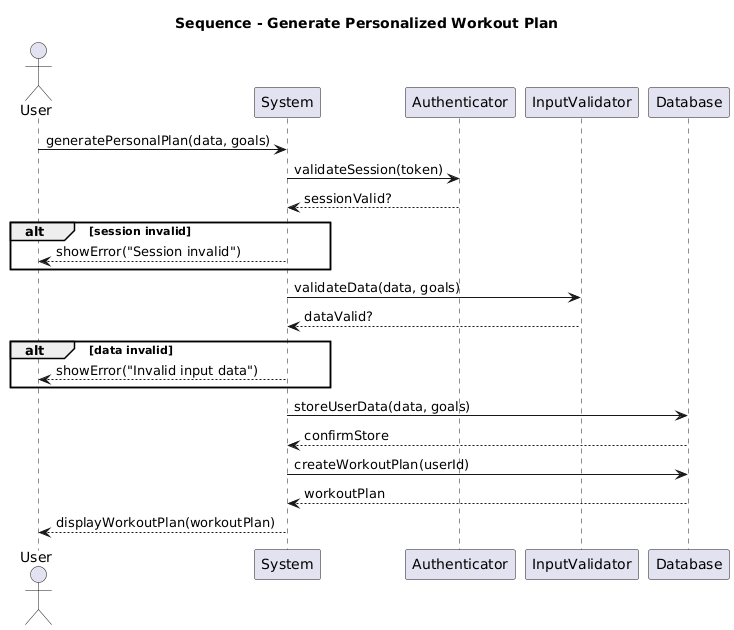 Sequence - Generate Personalized Workout Plan
User
System
Authenticator
InputValidator
Database
generatePersonalPlan(data, goals)
validateSession(token)
sessionValid?
alt [session invalid]
showError("Session invalid")
validateData(data, goals)
dataValid?
alt [data invalid]
showError("Invalid input data")
storeUserData(data, goals)
confirmStore
createWorkoutPlan(userId)
workoutPlan
displayWorkoutPlan(workoutPlan)
User
System
Authenticator
InputValidator
Database